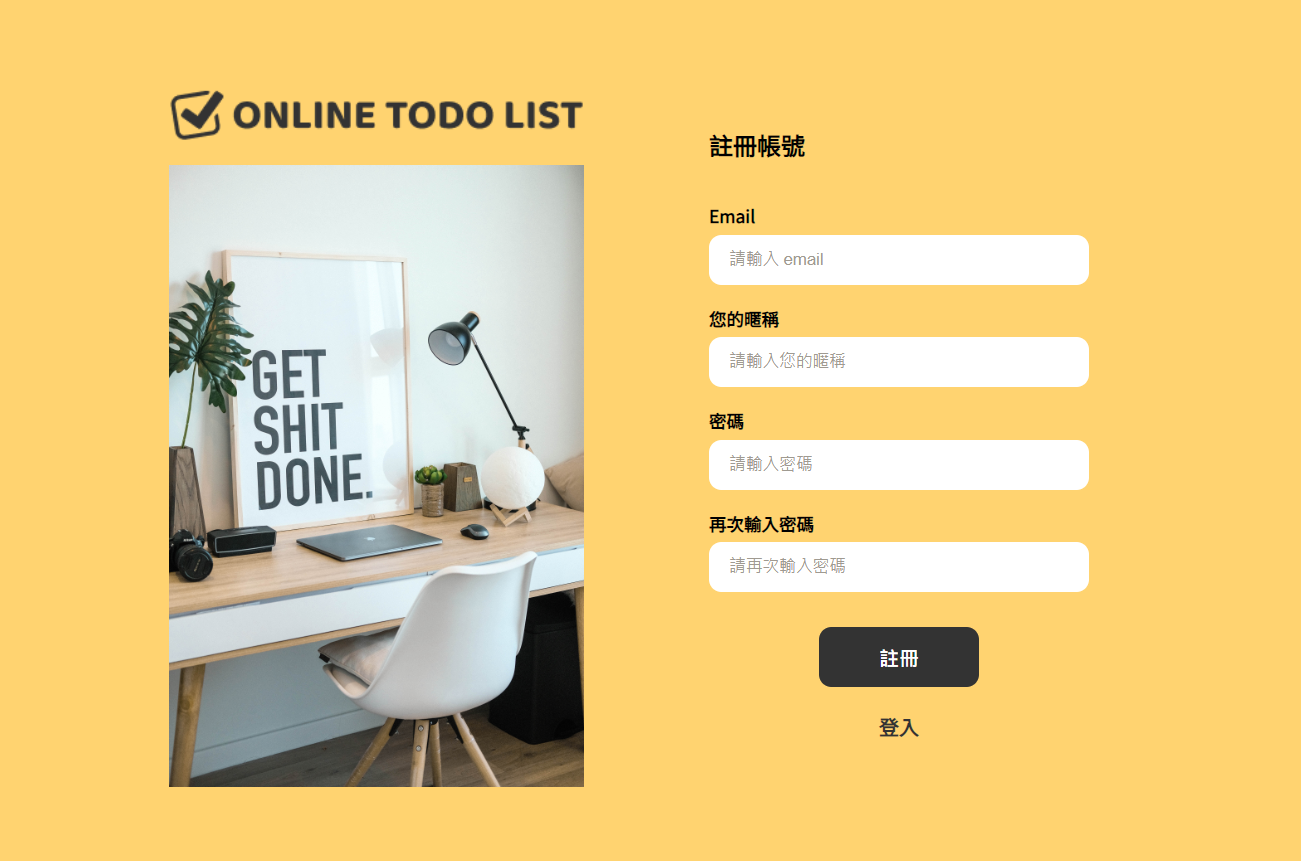 ONLINE TODO LIST
GET
SHIT
DONE.
註冊帳號
Email
請輸入 email
您的暱稱
請輸入您的暱稱
密碼
請輸入密碼
再次輸入密碼
請再次輸入密碼
註冊
登入